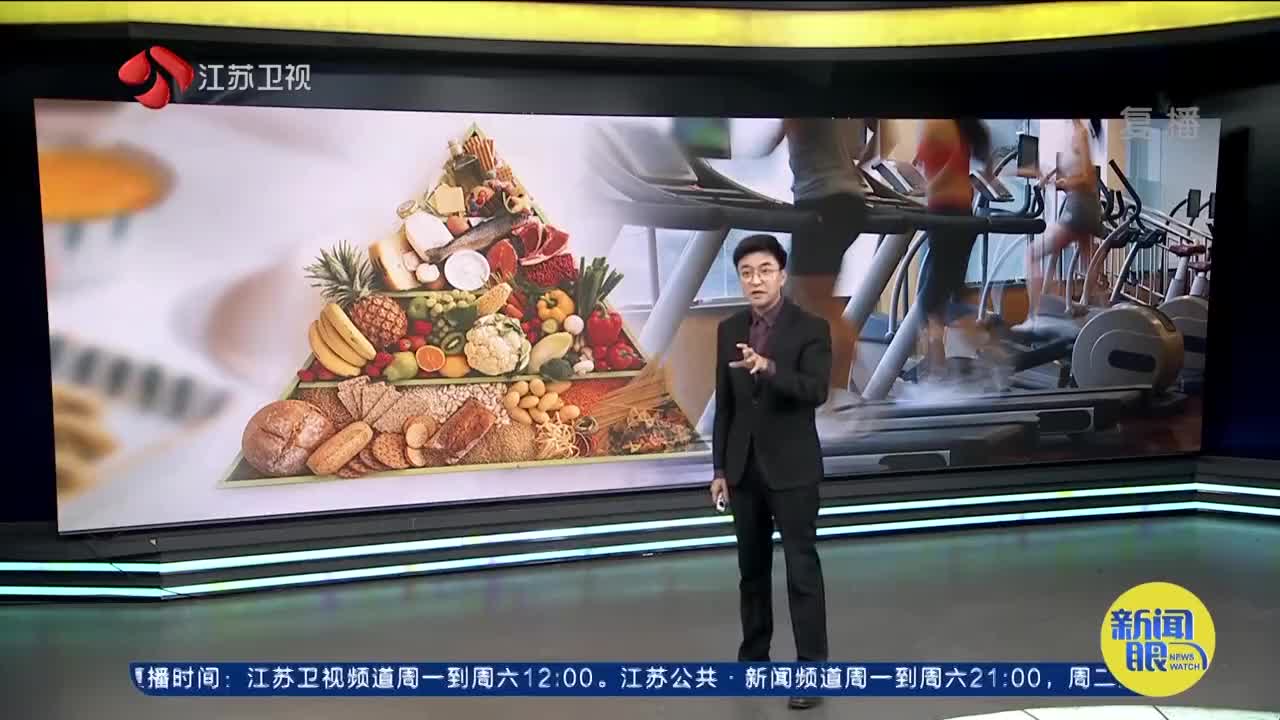 江苏卫视
复播
新闻眼
NEWS WATCH
播时间：江苏卫视频道周一到周六12:00。江苏公共·新闻频道周一到周六21:00，周二